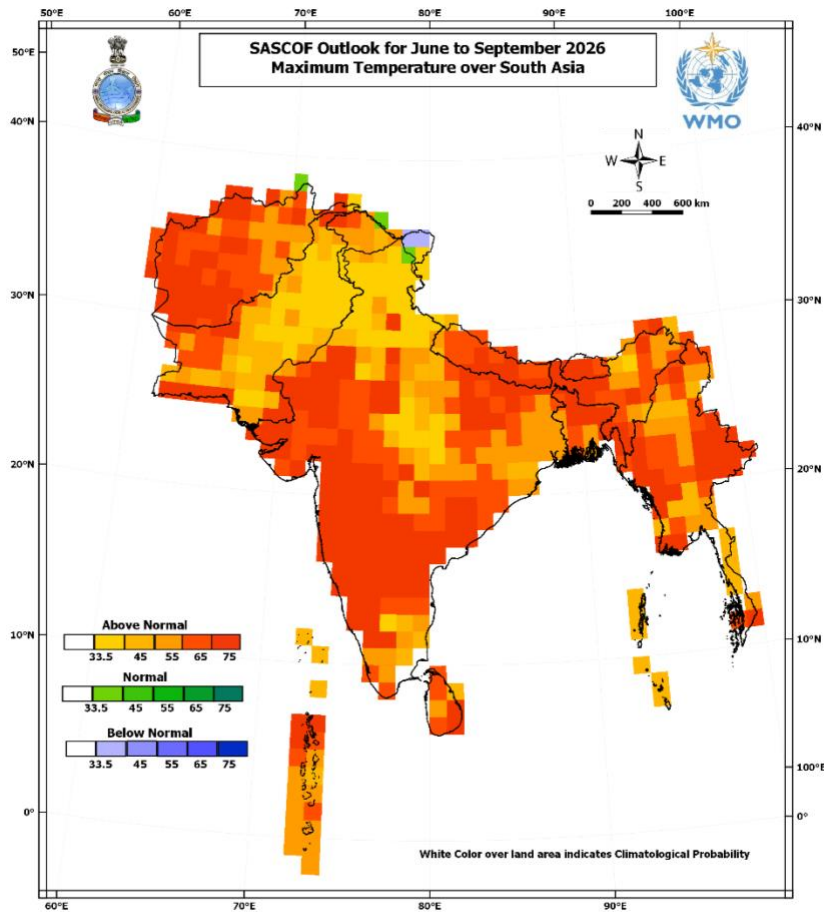 60°E 70°E 80°E 90°E 100°E
50°N
SASCOF Outlook for June to September 2026
Maximum Temperature over South Asia
WMO
40°N
40°N
N
W E
S
0 200 400 600 km
30°N
30°N
20°N
20°N
Above Normal
33.5 45 55 65 75
10°N
10°N
Normal
33.5 45 55 65 75
Below Normal
33.5 45 55 65 75
100°E
0°
0°
White Color over land area indicates Climatological Probability
60°E 70°E 80°E 90°E